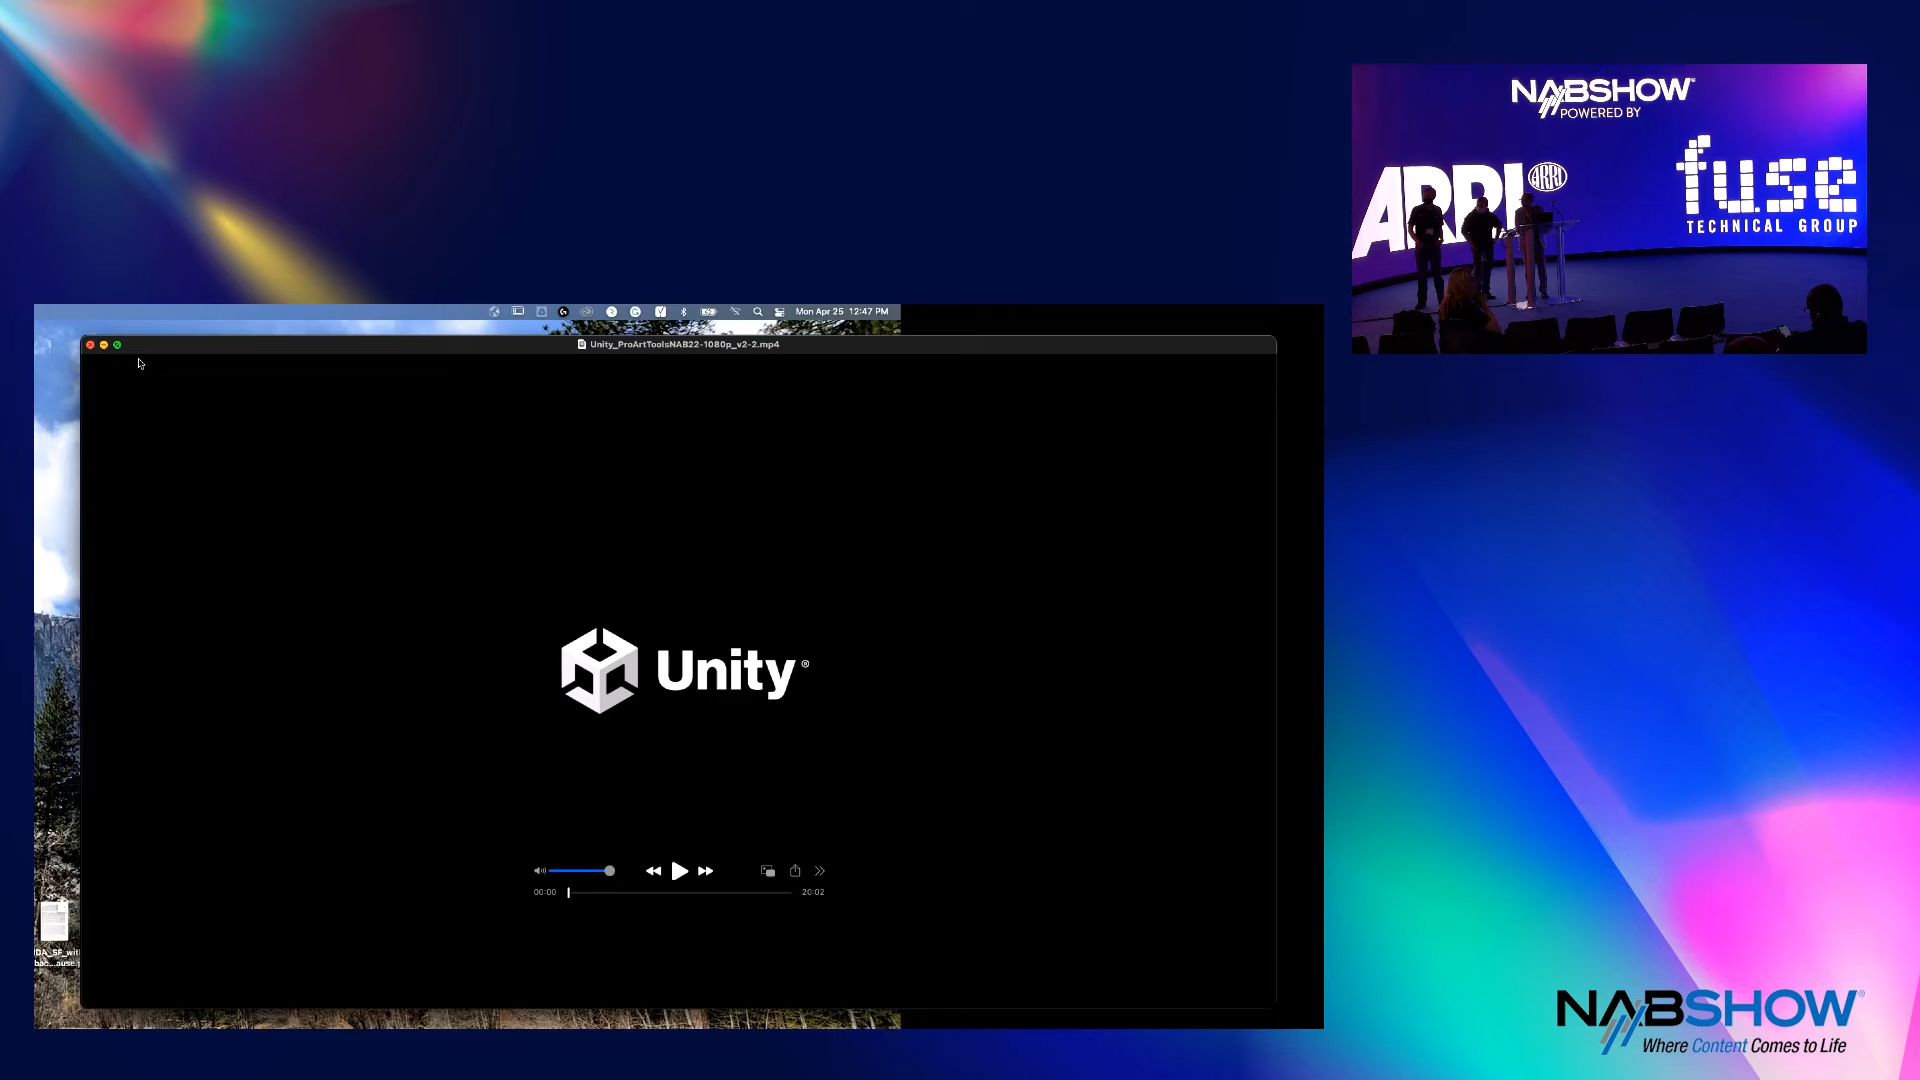 NABSHOW
POWERED BY
ARRI
ARRI
fuse
TECHNICAL GROUP
Mon Apr 25 12:47 PM
Unity_ProArtToolsNAB22-1080p_v2-2.mp4
Unity®
00:00
20:02
NABSHOW®
Where Content Comes to Life